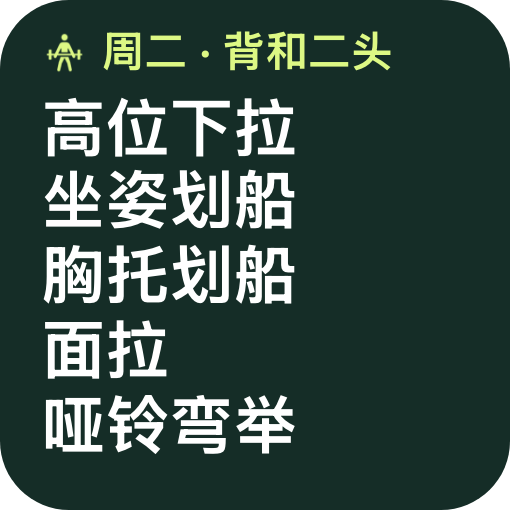 周二 · 背和二头
高位下拉
坐姿划船
胸托划船
面拉
哑铃弯举